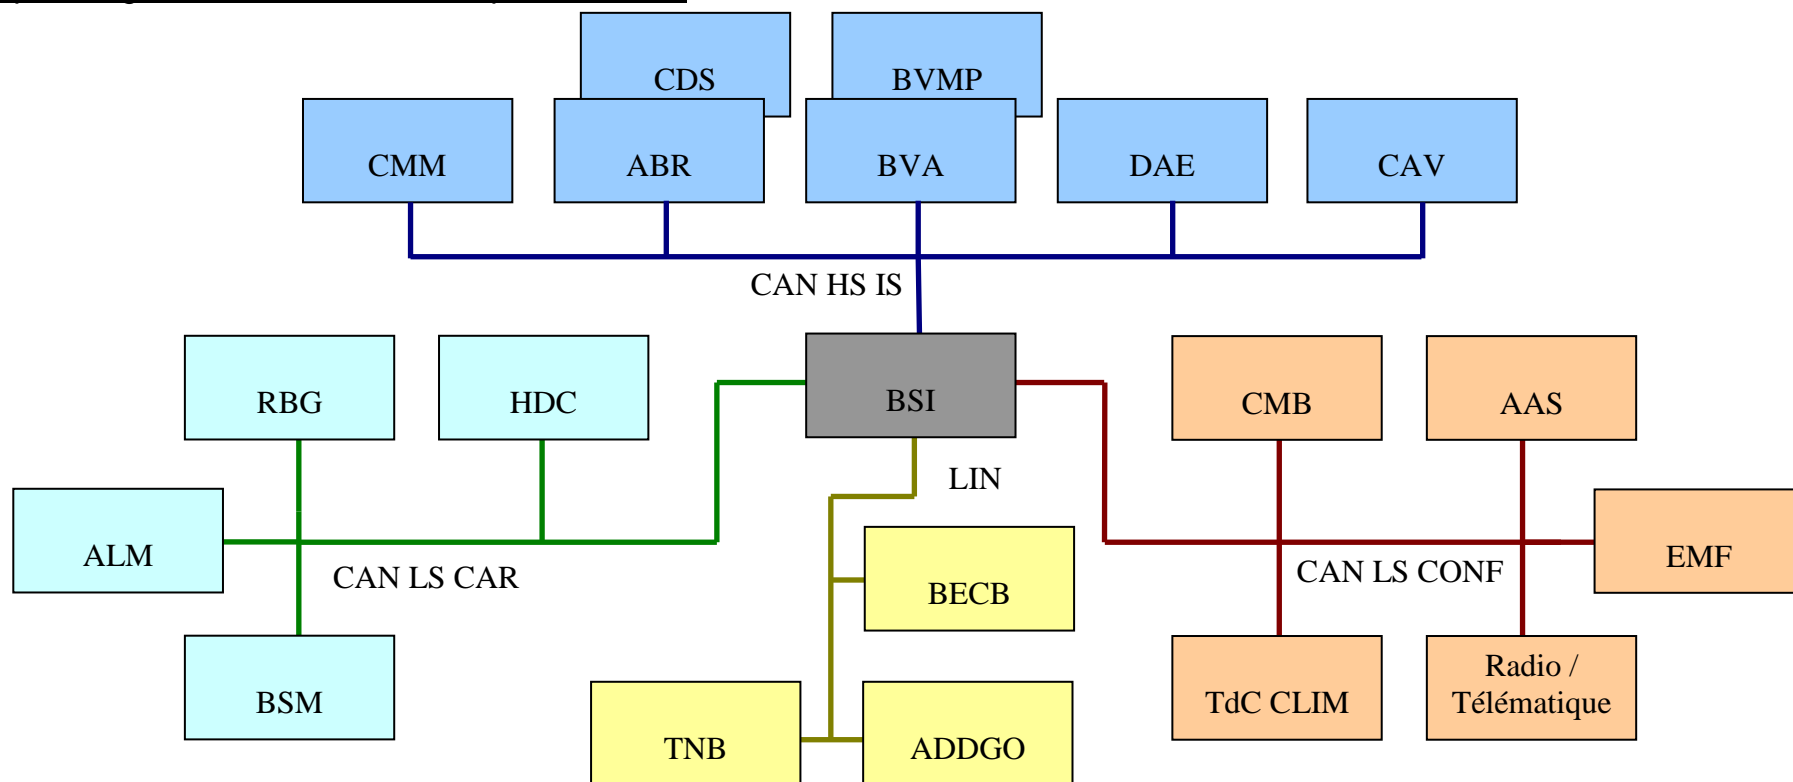 CDS
BVMP
CMM
ABR
BVA
DAE
CAV
CAN HS IS
RBG
HDC
BSI
CMB
AAS
LIN
ALM
CAN LS CAR
BECB
CAN LS CONF
EMF
BSM
TNB
ADDGO
TdC CLIM
Radio /
Télématique